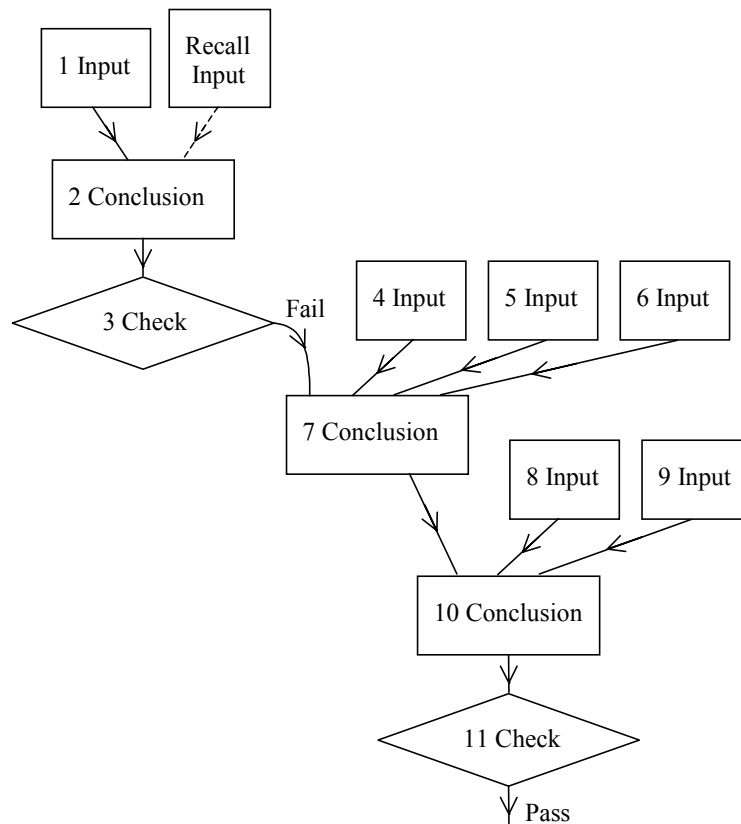 1 Input
Recall
Input
2 Conclusion
3 Check
Fail
4 Input
5 Input
6 Input
7 Conclusion
8 Input
9 Input
10 Conclusion
11 Check
Pass